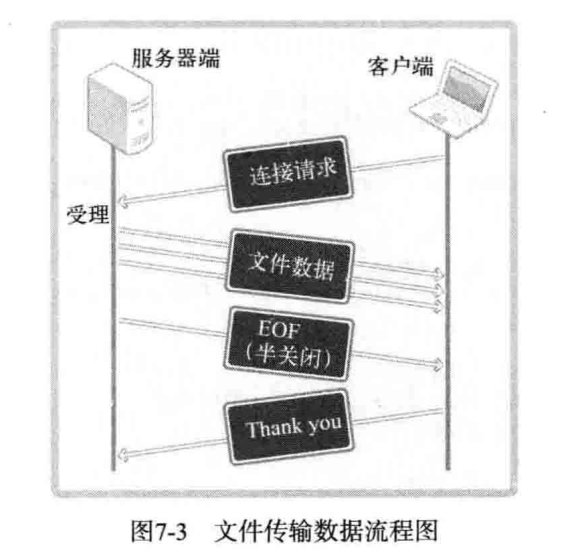 服务器端
客户端
连接请求
受理
文件数据
EOF
(半关闭)
Thank you
图7-3 文件传输数据流程图